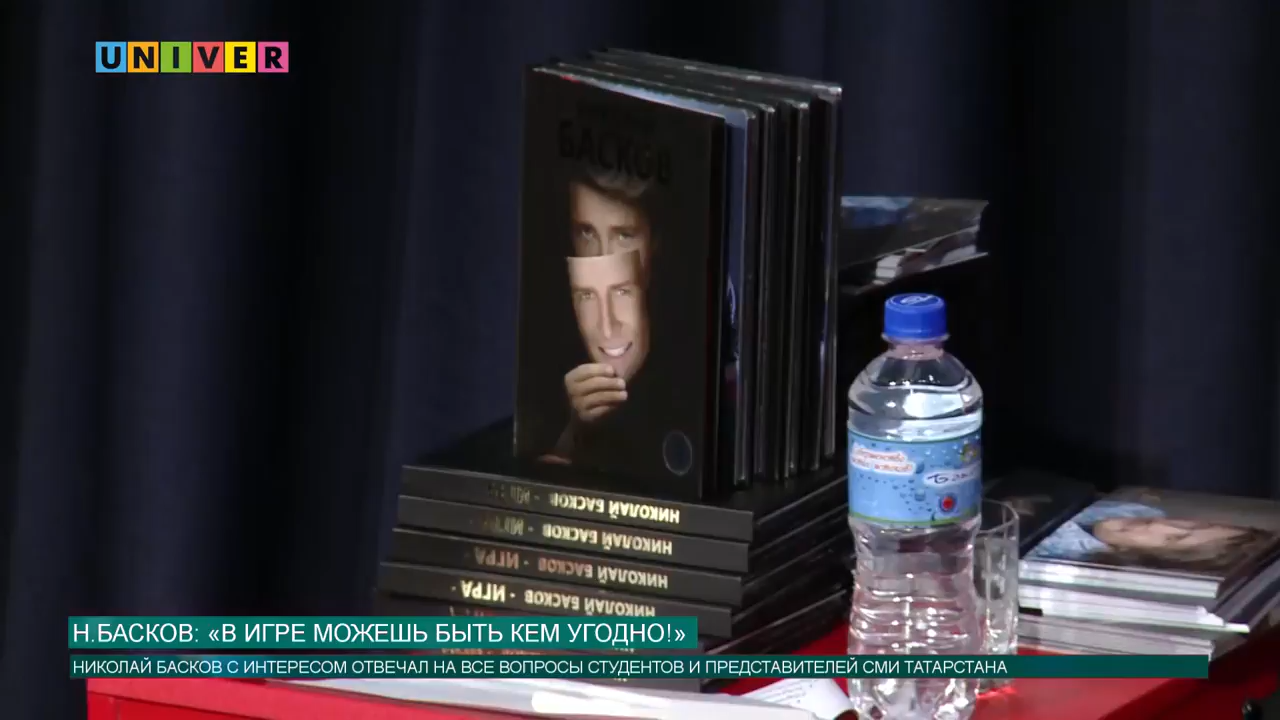 UNIVER
БАСКОВ
НИКОЛАЙ БАСКОВ - ИГРА
НИКОЛАЙ БАСКОВ -
НИКОЛАЙ БАСКОВ - ИГРА
НИКОЛАЙ БАСКОВ - ИГРА
Н.БАСКОВ: «В ИГРЕ МОЖЕШЬ БЫТЬ КЕМ УГОДНО!»
НИКОЛАЙ БАСКОВ С ИНТЕРЕСОМ ОТВЕЧАЛ НА ВСЕ ВОПРОСЫ СТУДЕНТОВ И ПРЕДСТАВИТЕЛЕЙ СМИ ТАТАРСТАНА